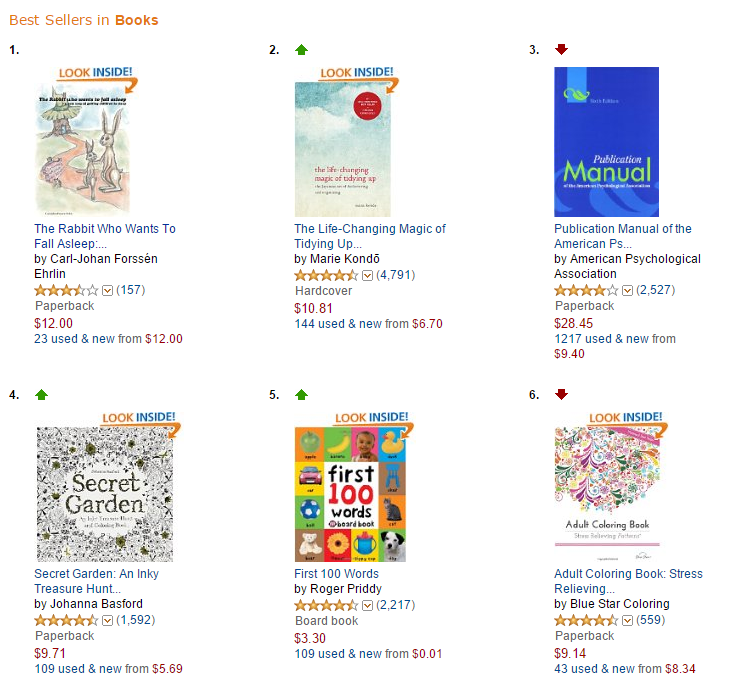 Best Sellers in Books
1.
LOOK INSIDE!
The Rabbit who wants to fall asleep
The Rabbit Who Wants To
Fall Asleep:...
by Carl-Johan Forssén
Ehrlin
(157)
Paperback
$12.00
23 used & new from $12.00
2.
LOOK INSIDE!
the life-changing
magic of tidying up
The Life-Changing Magic of
Tidying Up...
by Marie Kondō
(4,791)
Hardcover
$10.81
144 used & new from $6.70
3.
Sixth Edition
Publication
Manual
of the American Psychological Association
Publication Manual of the
American Ps...
by American Psychological
Association
(2,527)
Paperback
$28.45
1217 used & new from
$9.40
4.
LOOK INSIDE!
Secret
Garden
An Inky Treasure Hunt
and Coloring Book
Secret Garden: An Inky
Treasure Hunt...
by Johanna Basford
(1,592)
Paperback
$9.71
109 used & new from $5.69
5.
LOOK INSIDE!
apple
banana
duck
car
first
100
words
board book
chair
ball
cat
First 100 Words
by Roger Priddy
(2,217)
Board book
$3.30
109 used & new from $0.01
6.
LOOK INSIDE!
Adult Coloring Book
Stress Relieving Patterns
Adult Coloring Book: Stress
Relieving...
by Blue Star Coloring
(559)
Paperback
$9.14
43 used & new from $8.34